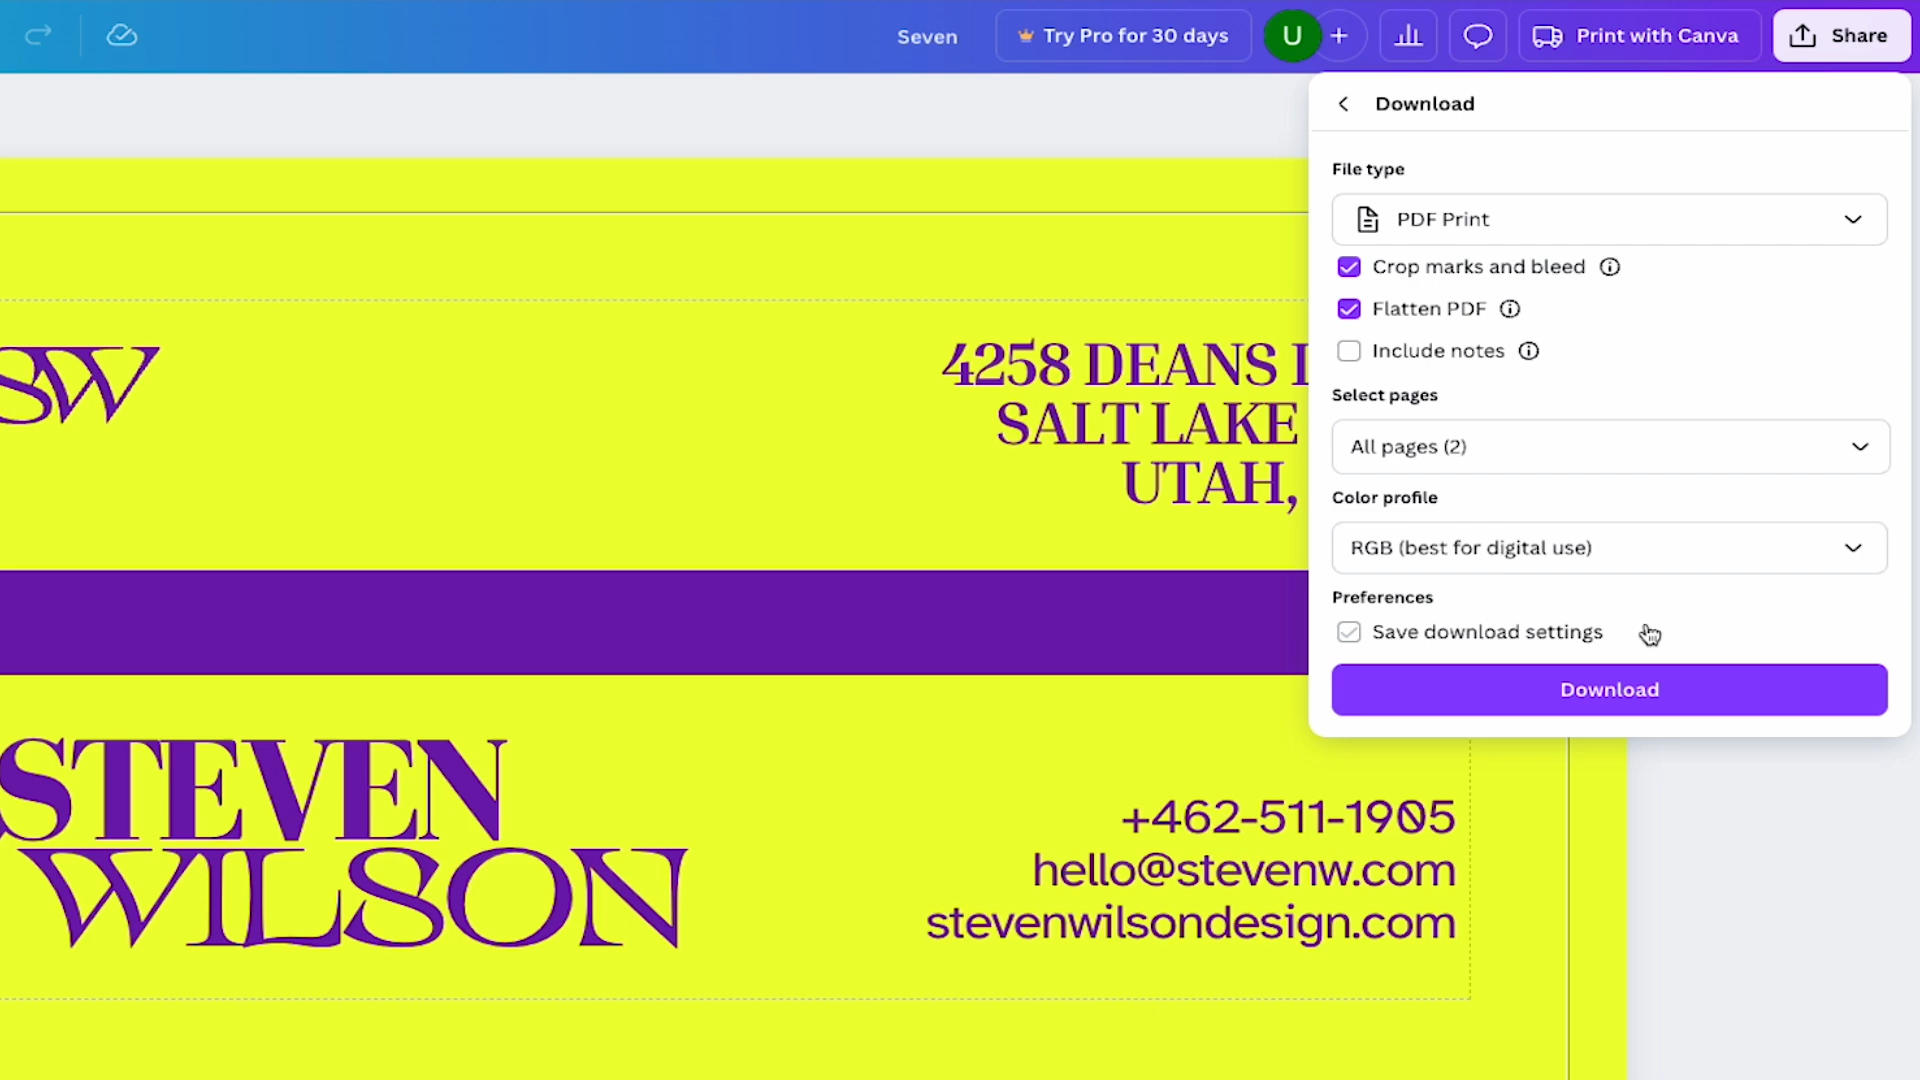 Seven
Try Pro for 30 days
U
Print with Canva
Share
Download
File type
PDF Print
Crop marks and bleed
Flatten PDF
Include notes
Select pages
All pages (2)
Color profile
RGB (best for digital use)
Preferences
Save download settings
Download
SW
4258 DEANS
SALT LAKE
UTAH,
STEVEN
WILSON
+462-511-1905
hello@stevenw.com
stevenwilsondesign.com